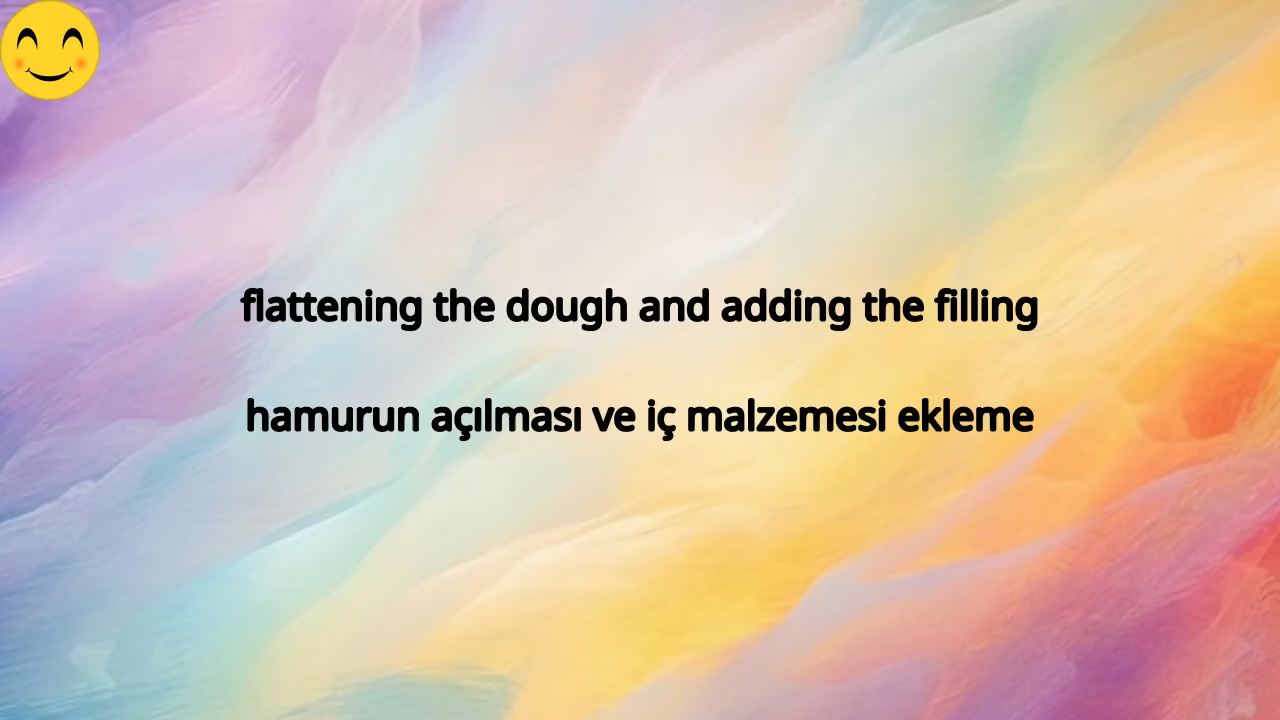 flattening the dough and adding the filling
hamurun açılması ve iç malzemesi ekleme